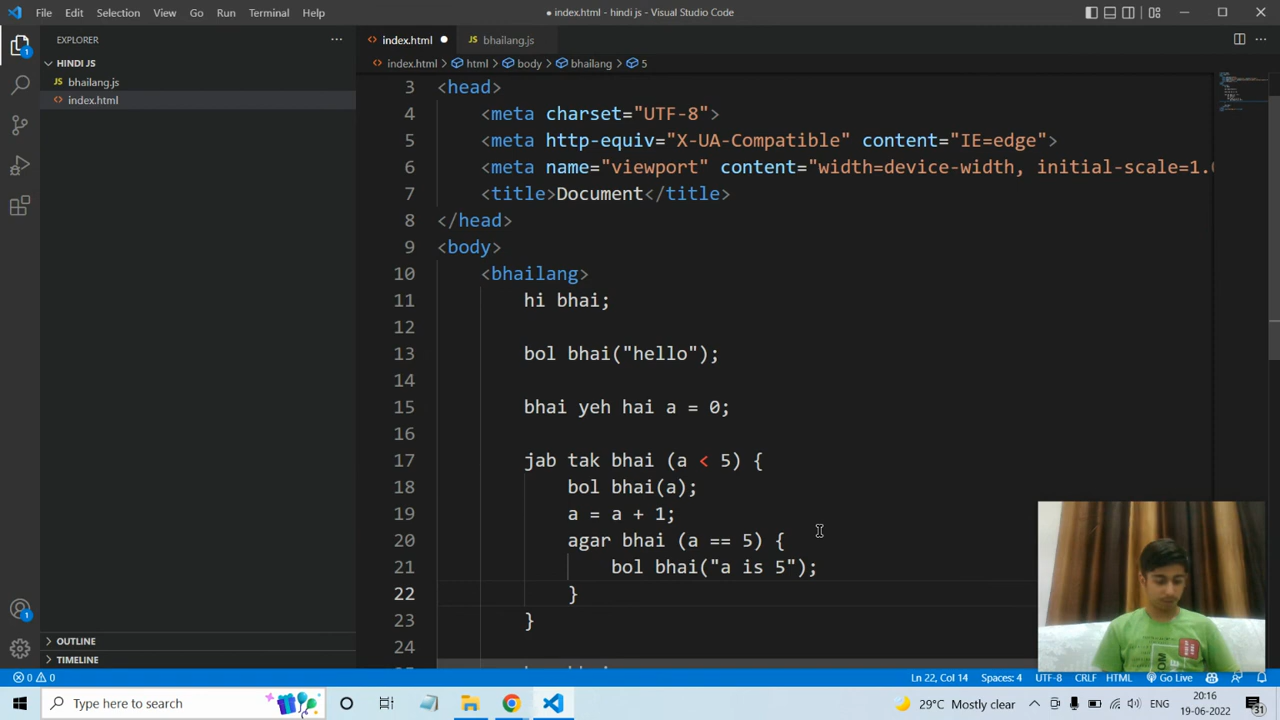 File Edit Selection View Go Run Terminal Help
● index.html - hindi js - Visual Studio Code
EXPLORER
HINDI JS
JS bhailang.js
index.html
OUTLINE
TIMELINE
index.html ● JS bhailang.js
index.html > html > body > bhailang > 5
3 <head>
4 <meta charset="UTF-8">
5 <meta http-equiv="X-UA-Compatible" content="IE=edge">
6 <meta name="viewport" content="width=device-width, initial-scale=1.
7 <title>Document</title>
8 </head>
9 <body>
10 <bhailang>
11 hi bhai;
12
13 bol bhai("hello");
14
15 bhai yeh hai a = 0;
16
17 jab tak bhai (a < 5) {
18 bol bhai(a);
19 a = a + 1;
20 agar bhai (a == 5) {
21 bol bhai("a is 5");
22 }
23 }
24
0 0 Ln 22, Col 14 Spaces: 4 UTF-8 CRLF HTML Go Live
Type here to search
29°C Mostly clear ENG 20:16
19-06-2022 31